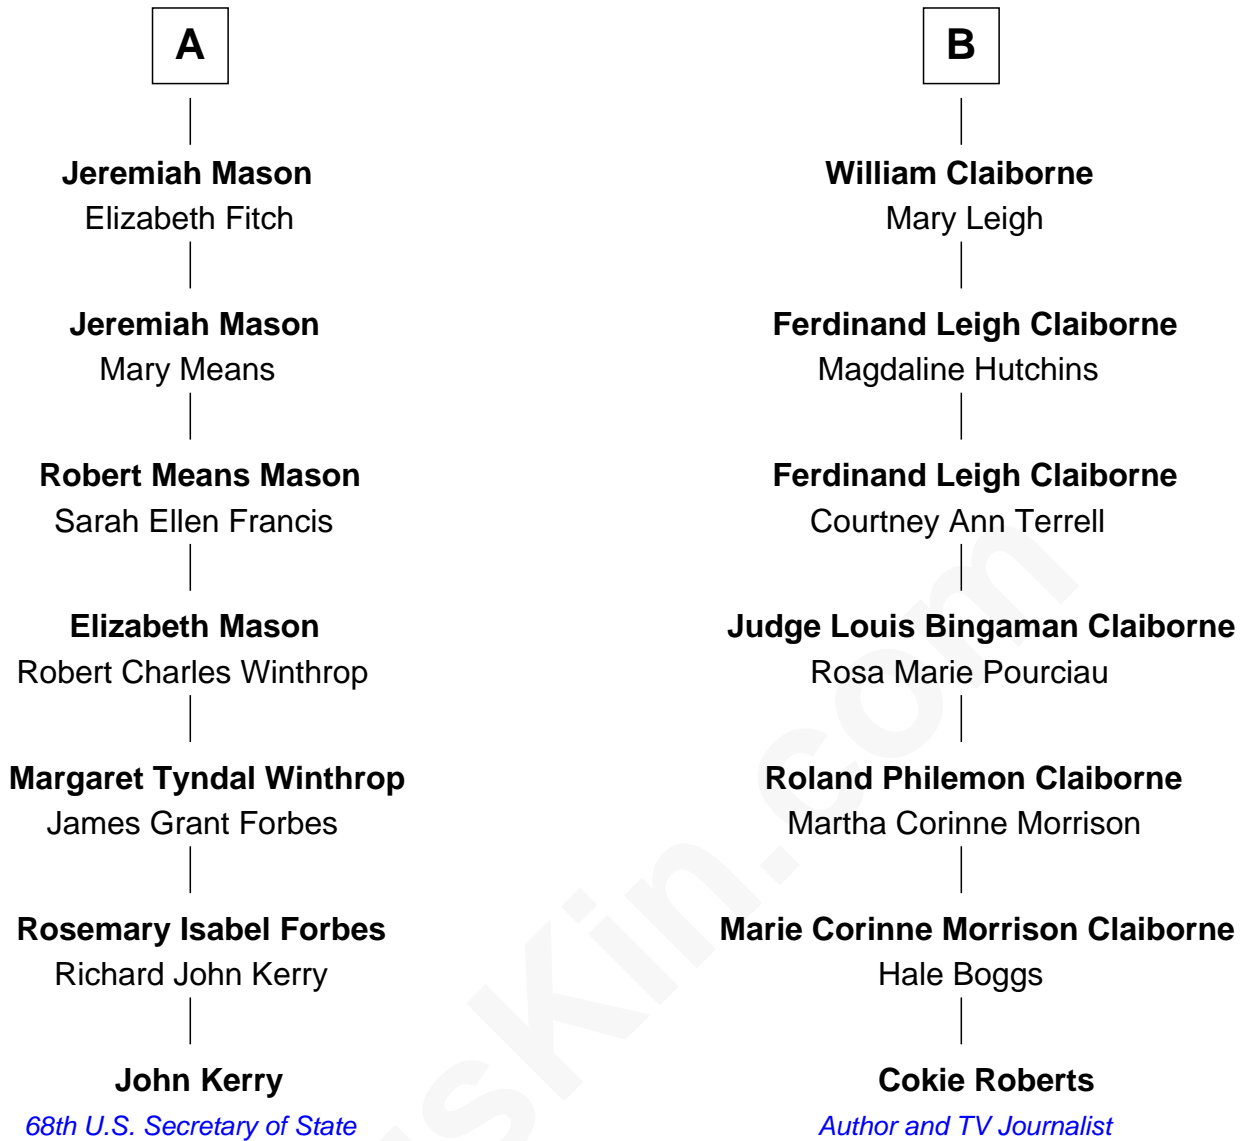 A
Jeremiah Mason
Elizabeth Fitch
Jeremiah Mason
Mary Means
Robert Means Mason
Sarah Ellen Francis
Elizabeth Mason
Robert Charles Winthrop
Margaret Tyndal Winthrop
James Grant Forbes
Rosemary Isabel Forbes
Richard John Kerry
John Kerry
68th U.S. Secretary of State
B
William Claiborne
Mary Leigh
Ferdinand Leigh Claiborne
Magdaline Hutchins
Ferdinand Leigh Claiborne
Courtney Ann Terrell
Judge Louis Bingaman Claiborne
Rosa Marie Pourciau
Roland Philemon Claiborne
Martha Corinne Morrison
Marie Corinne Morrison Claiborne
Hale Boggs
Cokie Roberts
Author and TV Journalist